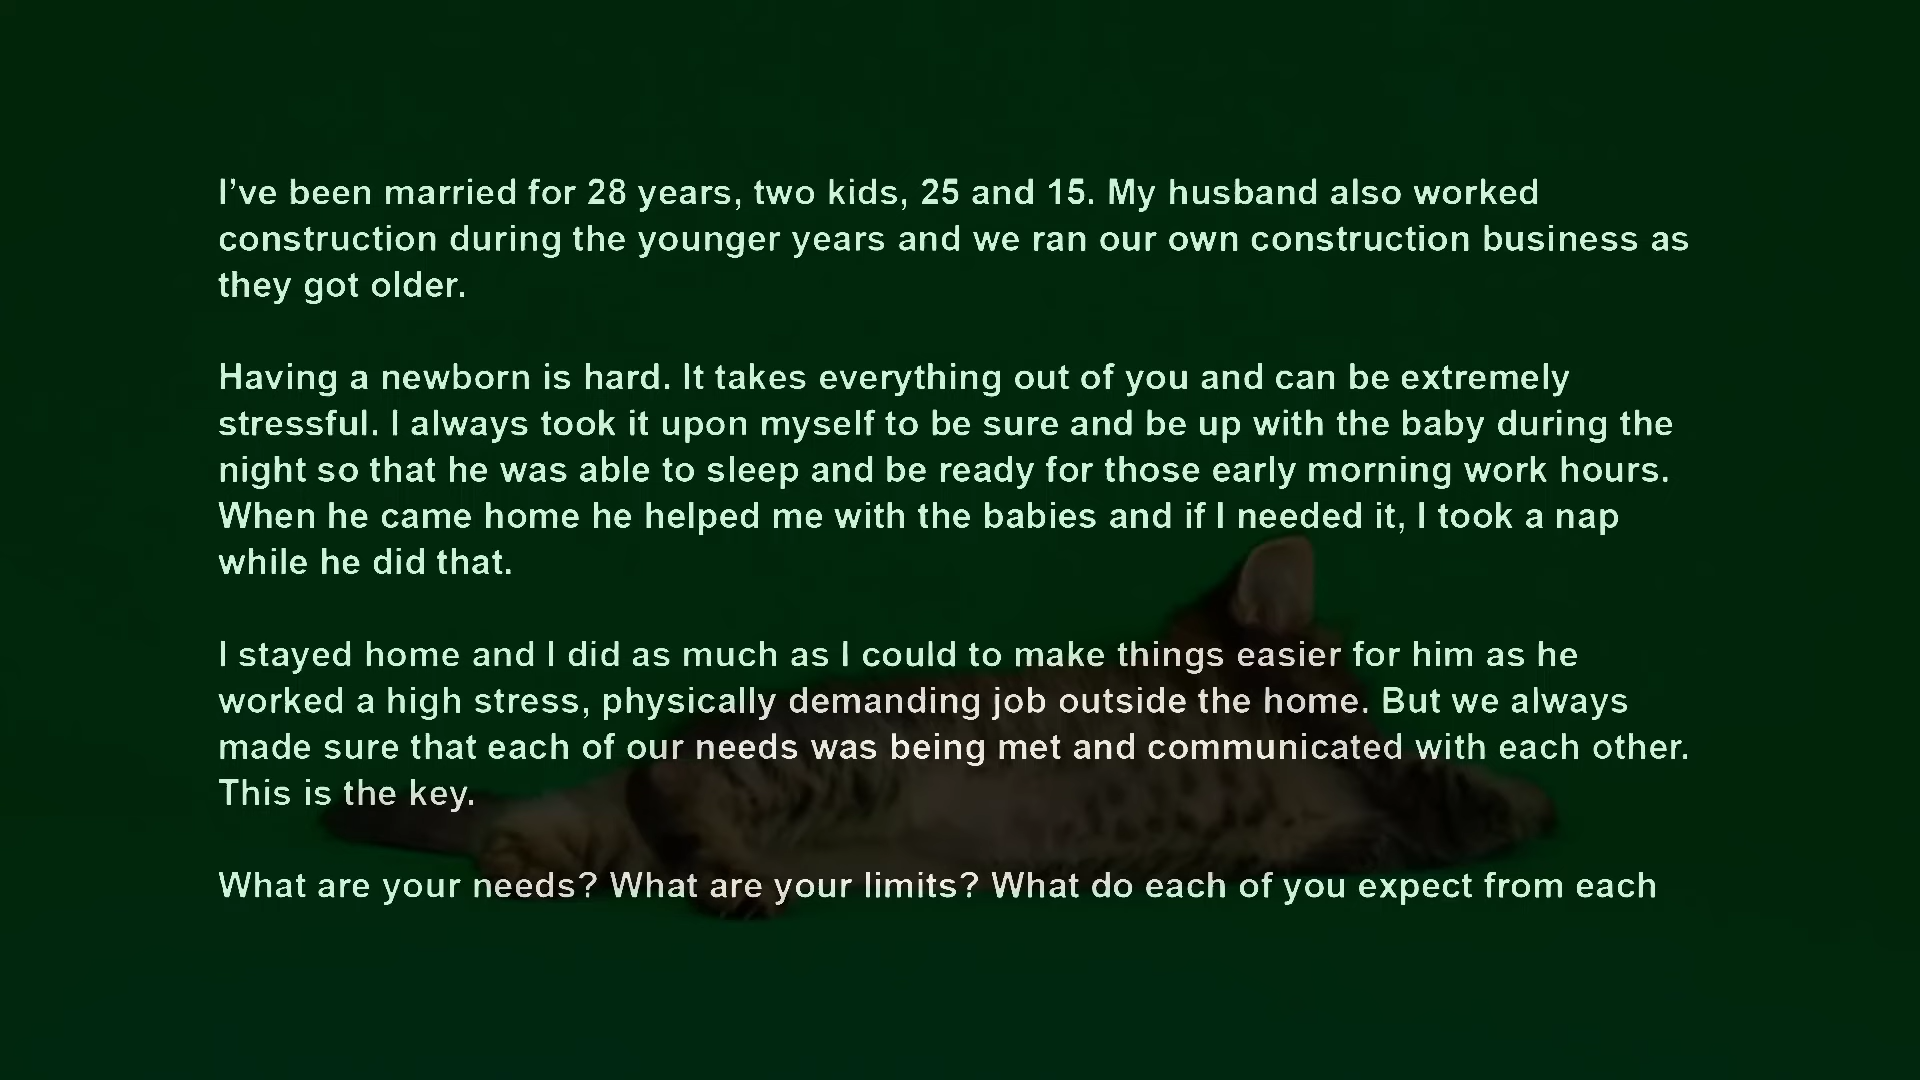 I’ve been married for 28 years, two kids, 25 and 15. My husband also worked
construction during the younger years and we ran our own construction business as
they got older.
Having a newborn is hard. It takes everything out of you and can be extremely
stressful. I always took it upon myself to be sure and be up with the baby during the
night so that he was able to sleep and be ready for those early morning work hours.
When he came home he helped me with the babies and if I needed it, I took a nap
while he did that.
I stayed home and I did as much as I could to make things easier for him as he
worked a high stress, physically demanding job outside the home. But we always
made sure that each of our needs was being met and communicated with each other.
This is the key.
What are your needs? What are your limits? What do each of you expect from each